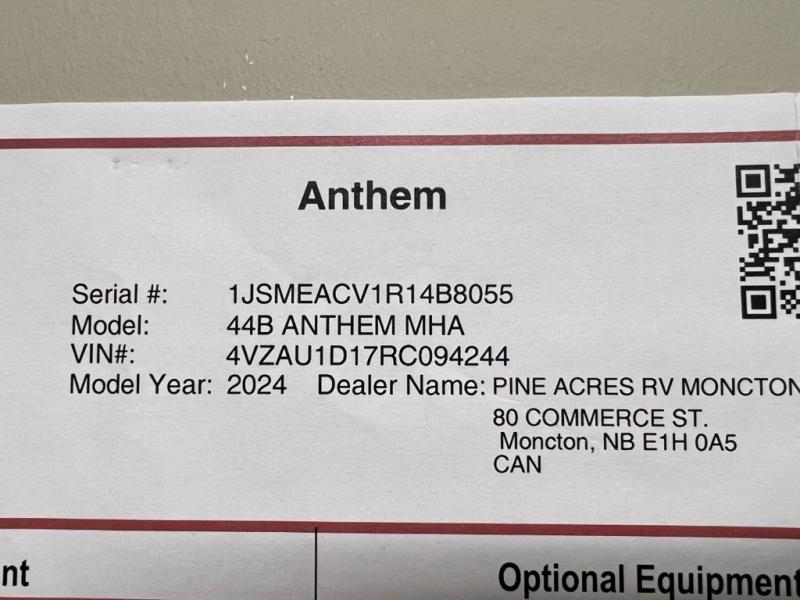 Anthem
Serial #: 1JSMEACV1R14B8055
Model: 44B ANTHEM MHA
VIN#: 4VZAU1D17RC094244
Model Year: 2024 Dealer Name: PINE ACRES RV MONCTON
80 COMMERCE ST.
Moncton, NB E1H 0A5
CAN
nt Optional Equipment